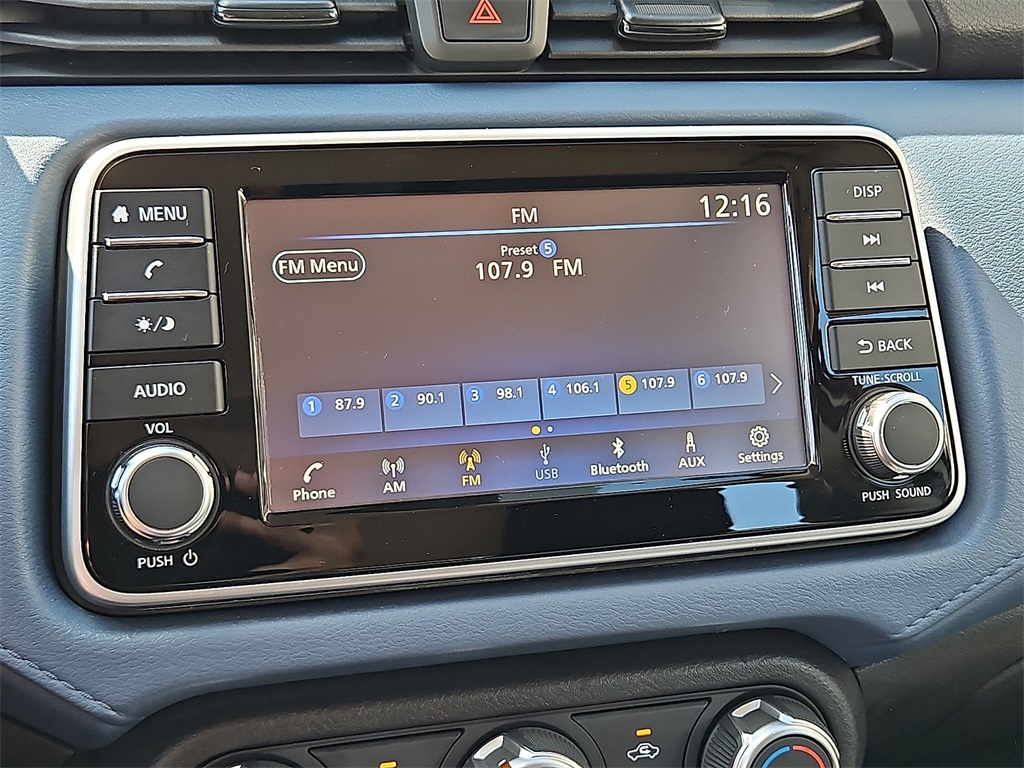 MENU
DISP
FM
12:16
Preset 5
FM Menu
107.9 FM
BACK
AUDIO
TUNE·SCROLL
1 87.9 2 90.1 3 98.1 4 106.1 5 107.9 6 107.9
VOL
Phone AM FM USB Bluetooth AUX Settings
PUSH SOUND
PUSH